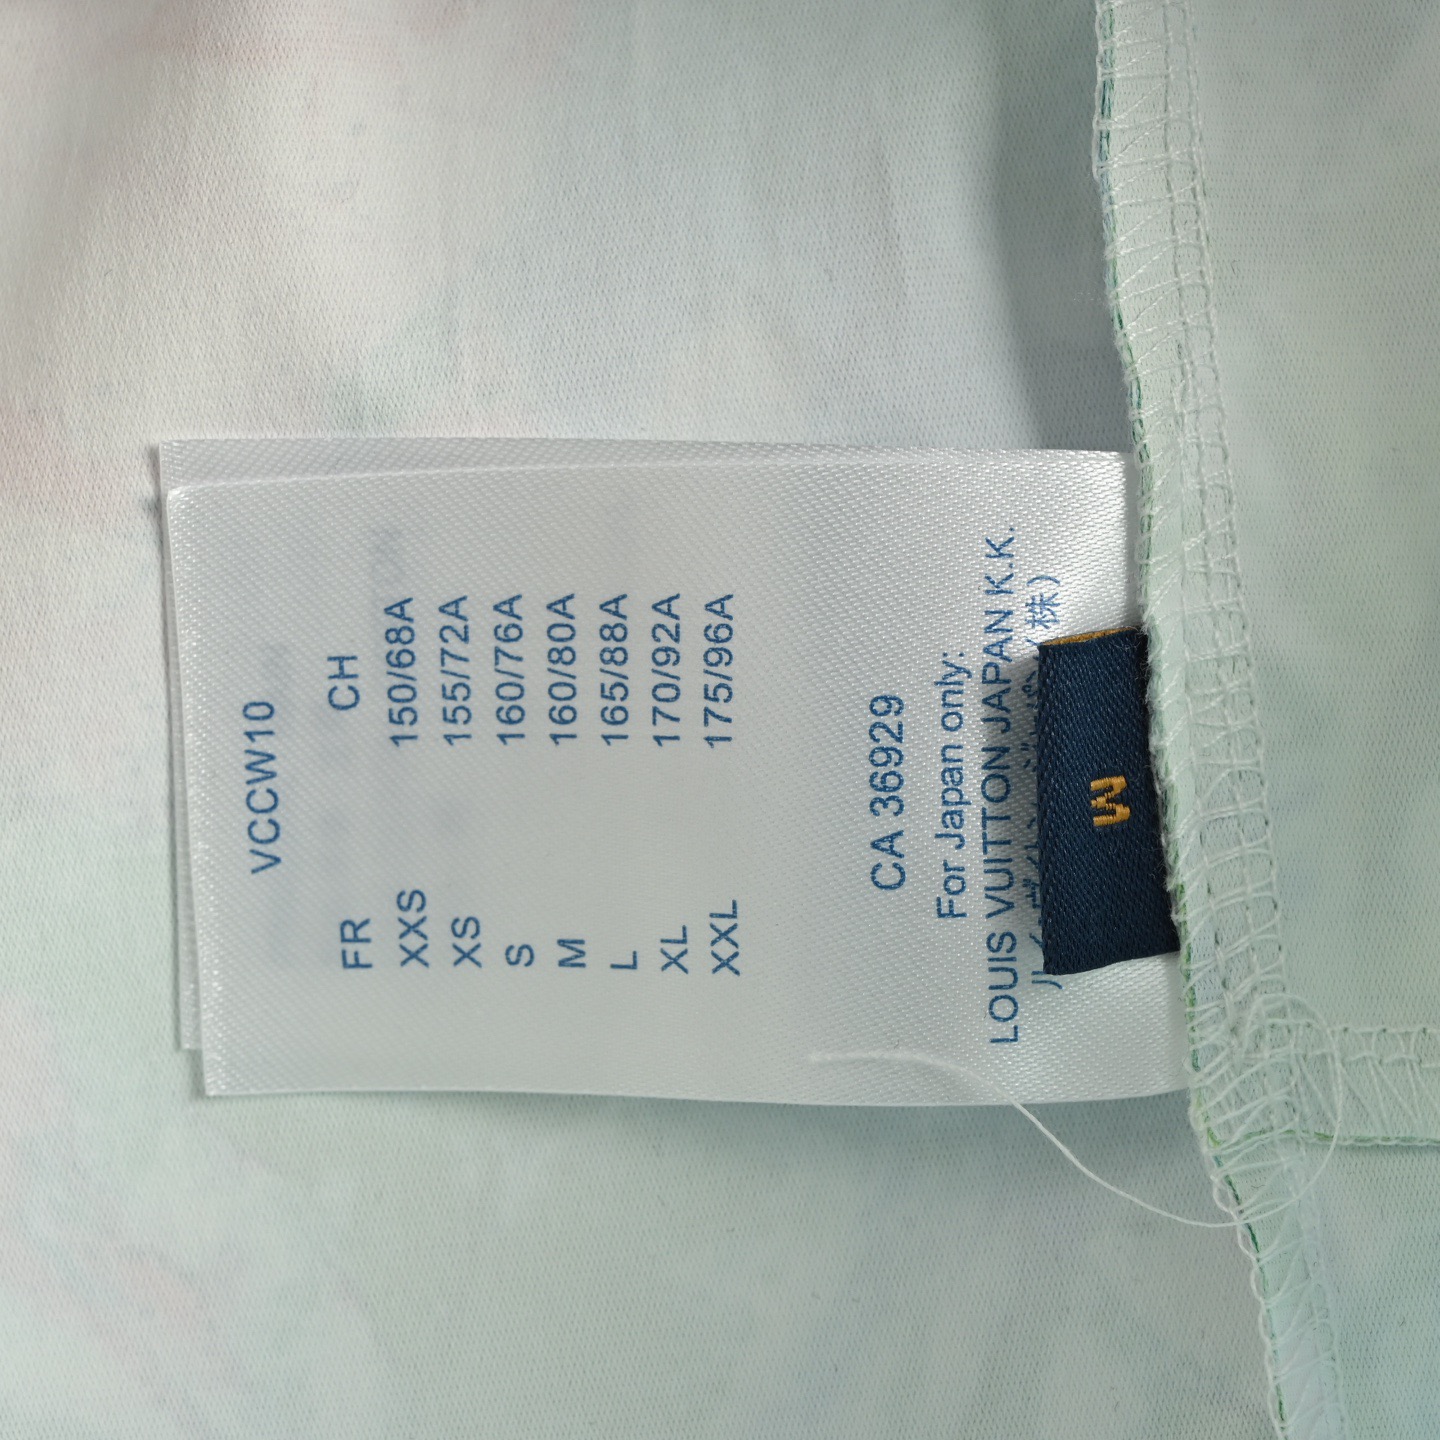 VCCW10
FR CH
XXS 150/68A
XS 155/72A
S 160/76A
M 160/80A
L 165/88A
XL 170/92A
XXL 175/96A
CA 36929
For Japan only:
LOUIS VUITTON JAPAN K.K.
(株)
M